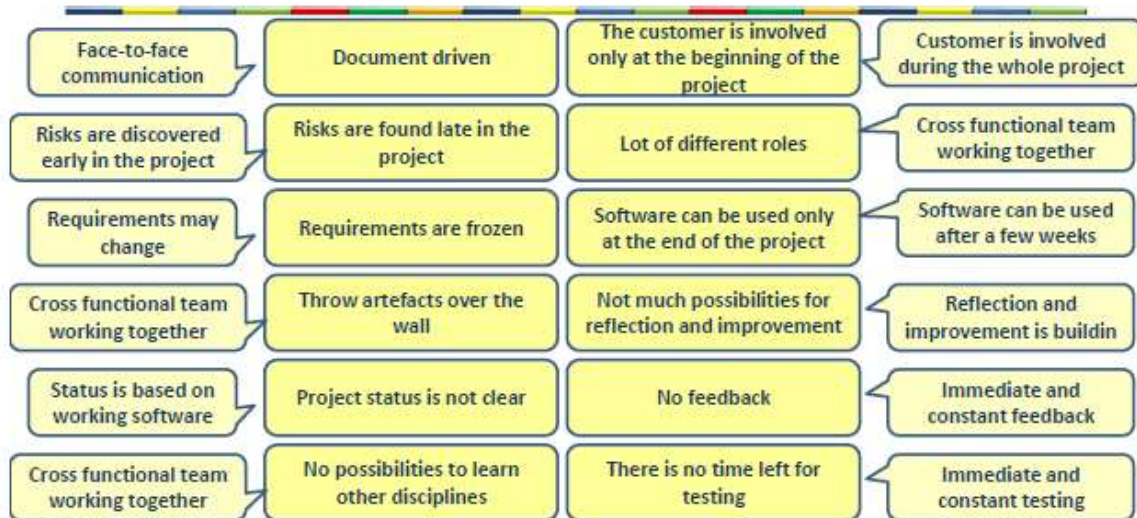 Face-to-face
communication
Document driven
The customer is involved
only at the beginning of the
project
Customer is involved
during the whole project
Risks are discovered
early in the project
Risks are found late in the
project
Lot of different roles
Cross functional team
working together
Requirements may
change
Requirements are frozen
Software can be used only
at the end of the project
Software can be used
after a few weeks
Cross functional team
working together
Throw artefacts over the
wall
Not much possibilities for
reflection and improvement
Reflection and
improvement is buildin
Status is based on
working software
Project status is not clear
No feedback
Immediate and
constant feedback
Cross functional team
working together
No possibilities to learn
other disciplines
There is no time left for
testing
Immediate and
constant testing